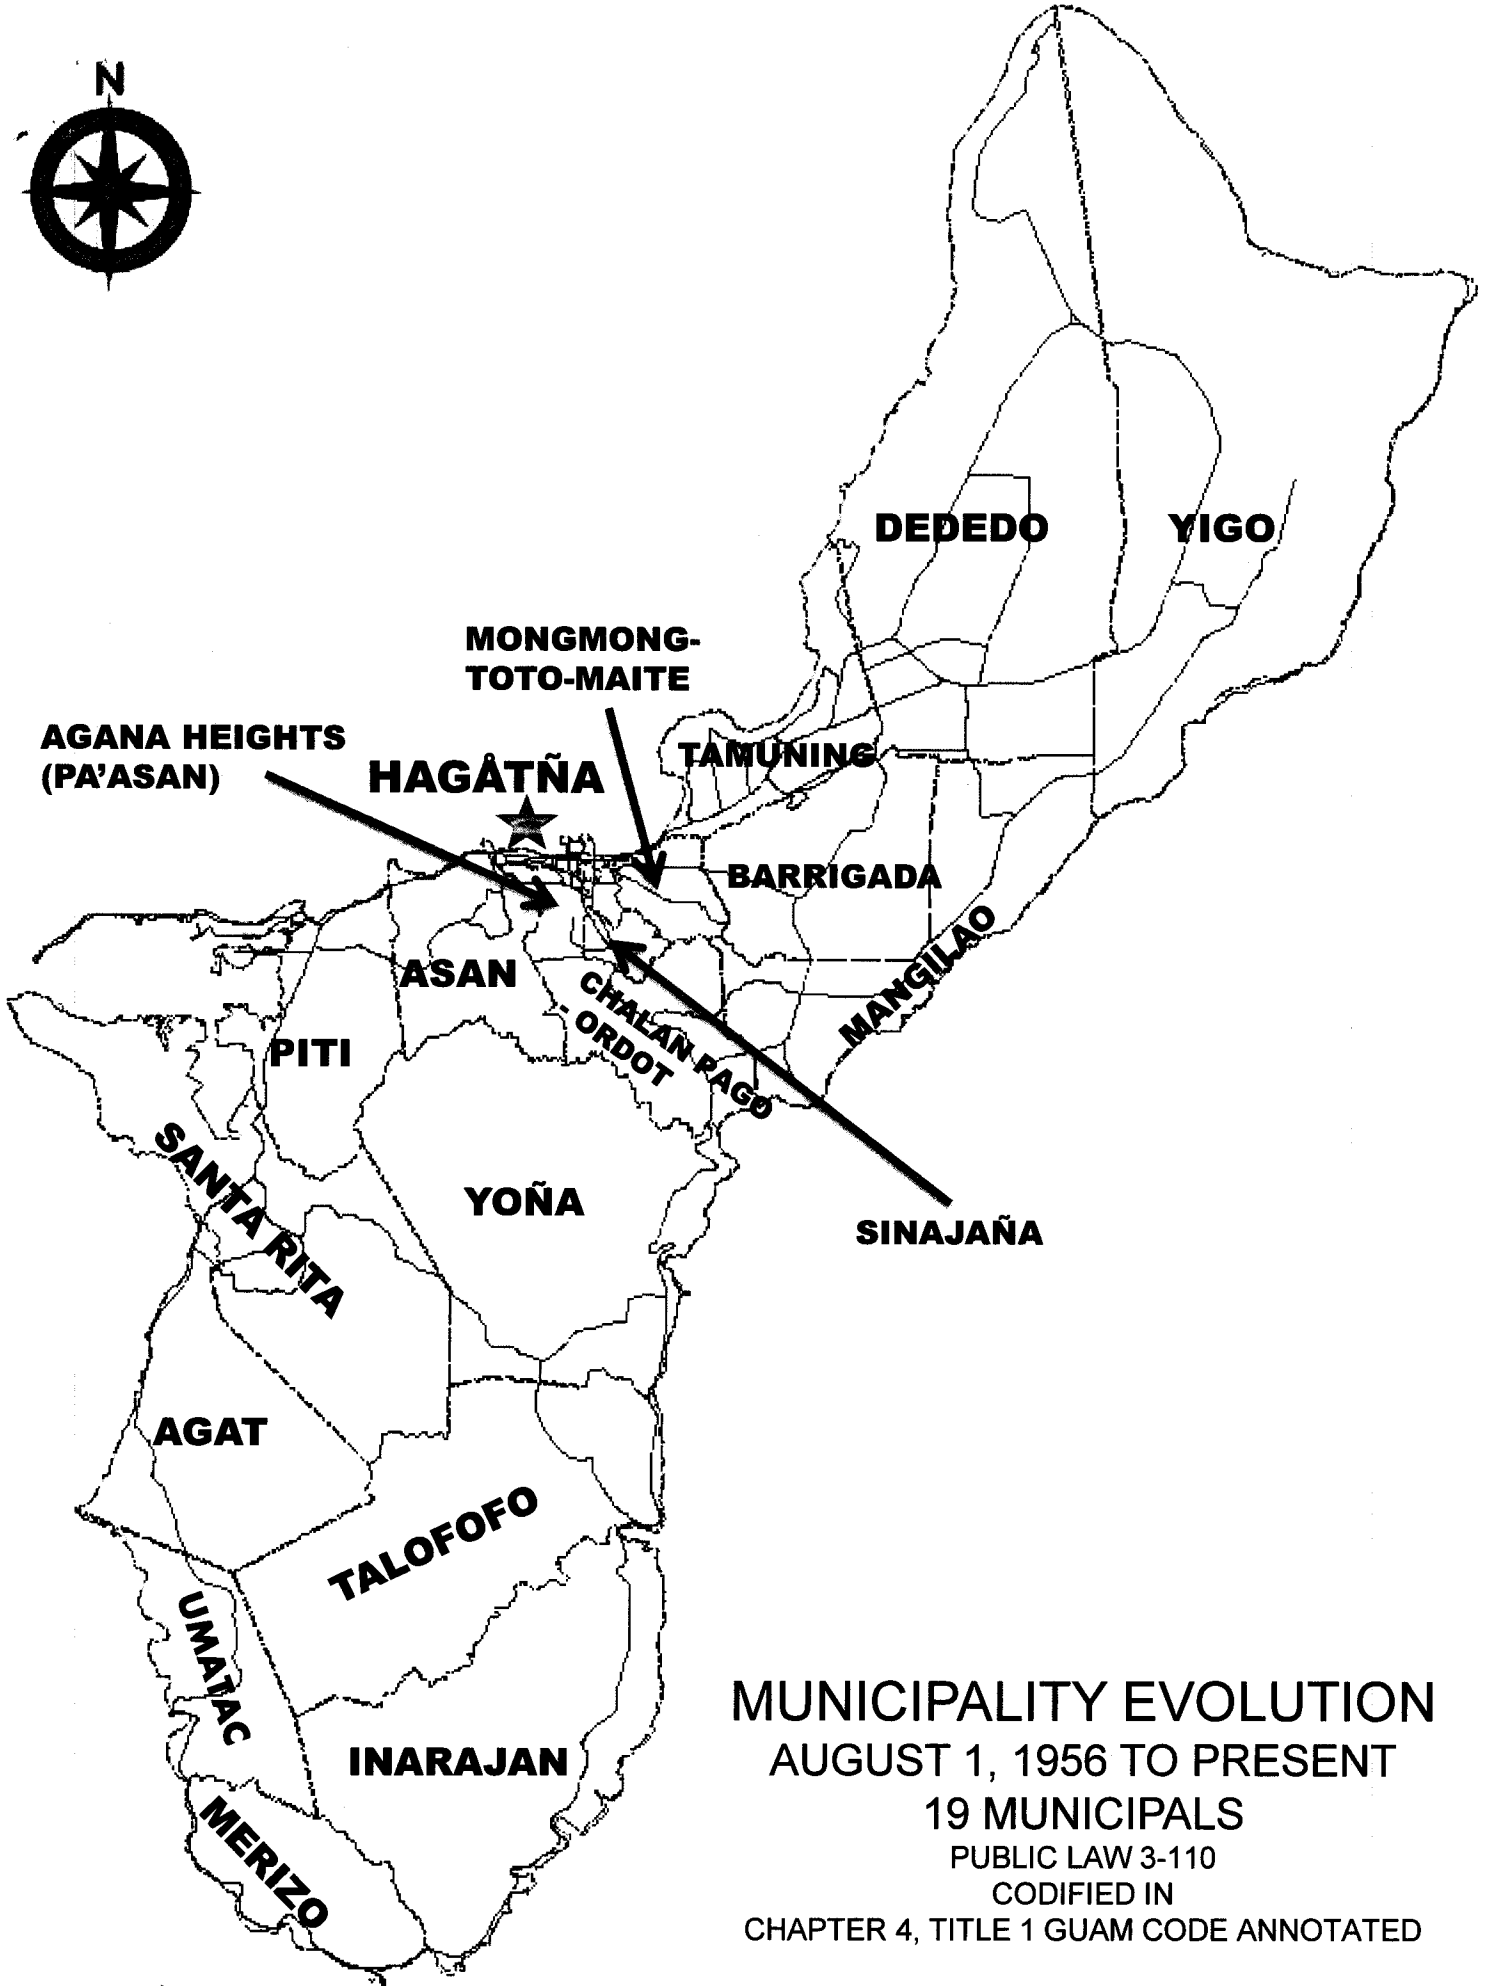 N
DEDEDO
YIGO
MONGMONG-
TOTO-MAITE
AGANA HEIGHTS
(PA'ASAN)
HAGÅTÑA
TAMUNING
BARRIGADA
MANGILAO
ASAN
CHALAN PAGO
- ORDOT
PITI
SANTA RITA
YOÑA
SINAJAÑA
AGAT
TALOFOFO
UMATAC
INARAJAN
MERIZO
MUNICIPALITY EVOLUTION
AUGUST 1, 1956 TO PRESENT
19 MUNICIPALS
PUBLIC LAW 3-110
CODIFIED IN
CHAPTER 4, TITLE 1 GUAM CODE ANNOTATED